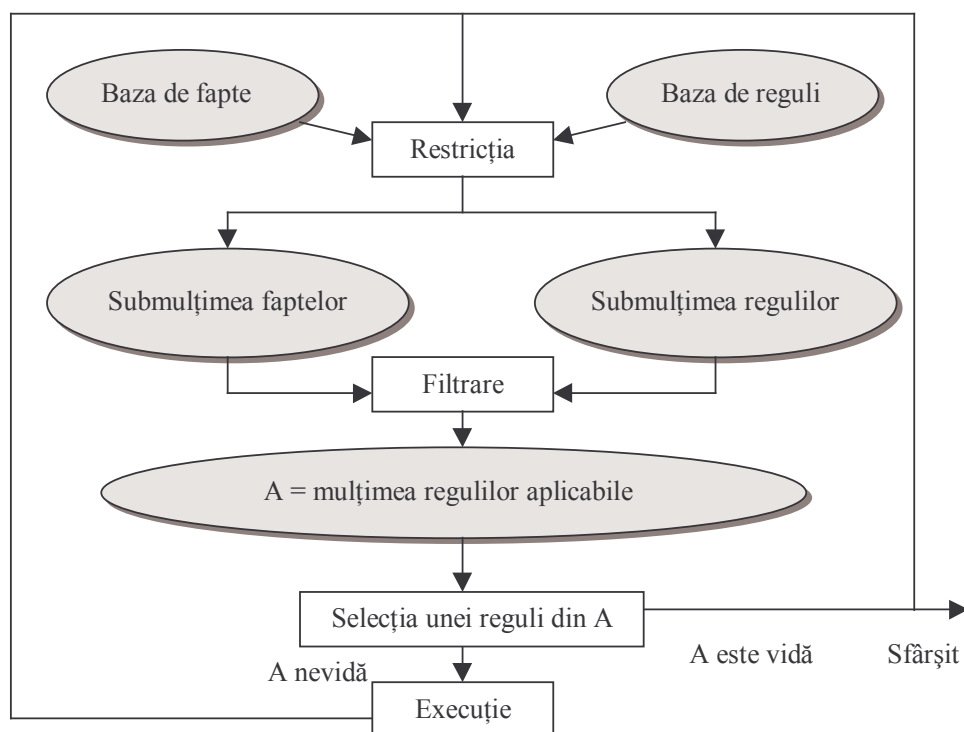 Baza de fapte
Baza de reguli
Restricția
Submulțimea faptelor
Submulțimea regulilor
Filtrare
A = mulțimea regulilor aplicabile
Selecția unei reguli din A
A este vidă
Sfârşit
A nevidă
Execuție